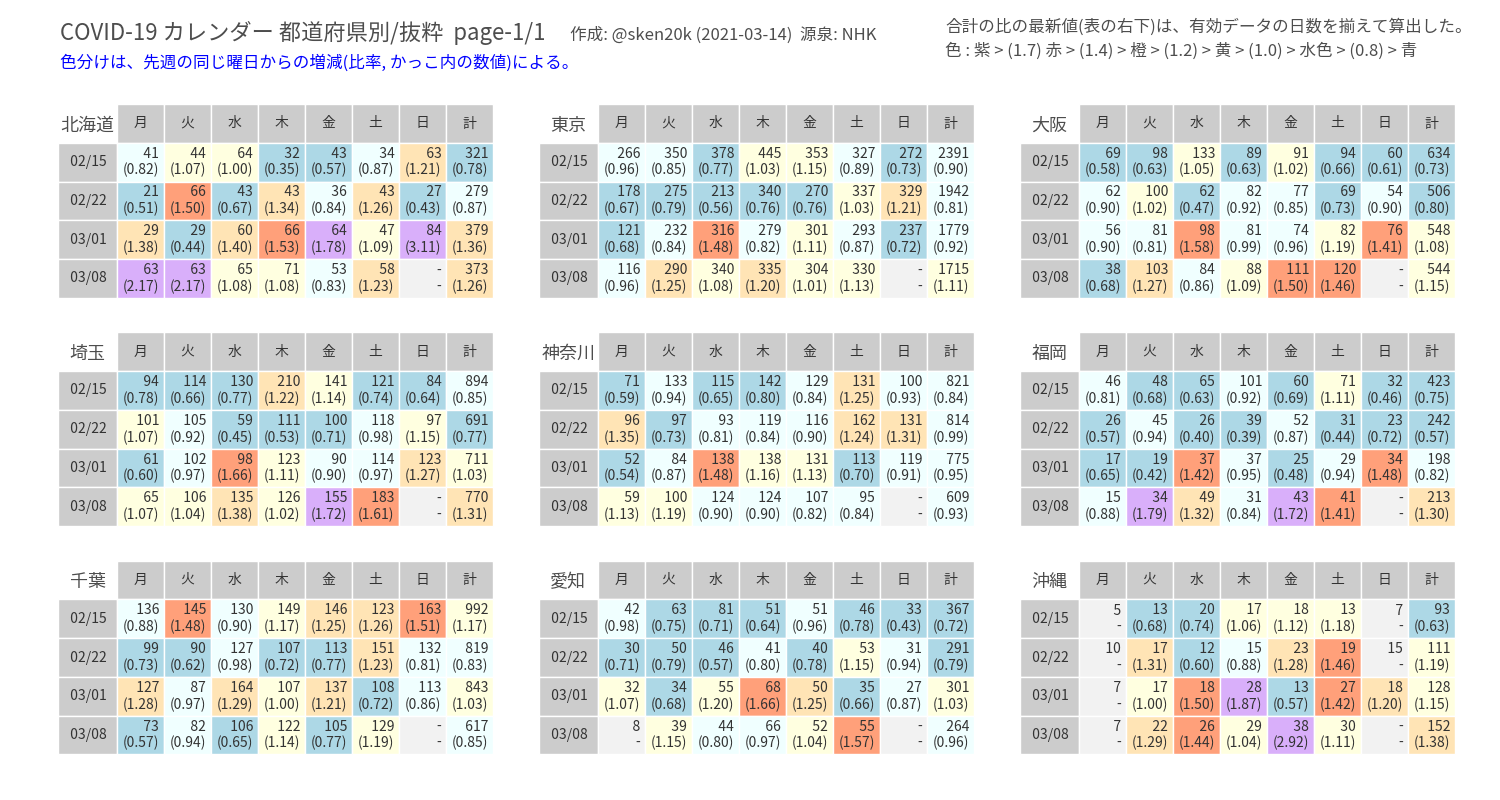 COVID-19 カレンダー 都道府県別/抜粋 page-1/1 作成: @sken20k (2021-03-14) 源泉: NHK
合計の比の最新値(表の右下)は、有効データの日数を揃えて算出した。
色分けは、先週の同じ曜日からの増減(比率, かっこ内の数値)による。
色 : 紫 > (1.7) 赤 > (1.4) > 橙 > (1.2) > 黄 > (1.0) > 水色 > (0.8) > 青
北海道 月 火 水 木 金 土 日 計
02/15 41 44 64 32 43 34 63 321
(0.82) (1.07) (1.00) (0.35) (0.57) (0.87) (1.21) (0.78)
02/22 21 66 43 43 36 43 27 279
(0.51) (1.50) (0.67) (1.34) (0.84) (1.26) (0.43) (0.87)
03/01 29 29 60 66 64 47 84 379
(1.38) (0.44) (1.40) (1.53) (1.78) (1.09) (3.11) (1.36)
03/08 63 63 65 71 53 58 - 373
(2.17) (2.17) (1.08) (1.08) (0.83) (1.23) - (1.26)
東京 月 火 水 木 金 土 日 計
02/15 266 350 378 445 353 327 272 2391
(0.96) (0.85) (0.77) (1.03) (1.15) (0.89) (0.73) (0.90)
02/22 178 275 213 340 270 337 329 1942
(0.67) (0.79) (0.56) (0.76) (0.76) (1.03) (1.21) (0.81)
03/01 121 232 316 279 301 293 237 1779
(0.68) (0.84) (1.48) (0.82) (1.11) (0.87) (0.72) (0.92)
03/08 116 290 340 335 304 330 - 1715
(0.96) (1.25) (1.08) (1.20) (1.01) (1.13) - (1.11)
大阪 月 火 水 木 金 土 日 計
02/15 69 98 133 89 91 94 60 634
(0.58) (0.63) (1.05) (0.63) (1.02) (0.66) (0.61) (0.73)
02/22 62 100 62 82 77 69 54 506
(0.90) (1.02) (0.47) (0.92) (0.85) (0.73) (0.90) (0.80)
03/01 56 81 98 81 74 82 76 548
(0.90) (0.81) (1.58) (0.99) (0.96) (1.19) (1.41) (1.08)
03/08 38 103 84 88 111 120 - 544
(0.68) (1.27) (0.86) (1.09) (1.50) (1.46) - (1.15)
埼玉 月 火 水 木 金 土 日 計
02/15 94 114 130 210 141 121 84 894
(0.78) (0.66) (0.77) (1.22) (1.14) (0.74) (0.64) (0.85)
02/22 101 105 59 111 100 118 97 691
(1.07) (0.92) (0.45) (0.53) (0.71) (0.98) (1.15) (0.77)
03/01 61 102 98 123 90 114 123 711
(0.60) (0.97) (1.66) (1.11) (0.90) (0.97) (1.27) (1.03)
03/08 65 106 135 126 155 183 - 770
(1.07) (1.04) (1.38) (1.02) (1.72) (1.61) - (1.31)
神奈川 月 火 水 木 金 土 日 計
02/15 71 133 115 142 129 131 100 821
(0.59) (0.94) (0.65) (0.80) (0.84) (1.25) (0.93) (0.84)
02/22 96 97 93 119 116 162 131 814
(1.35) (0.73) (0.81) (0.84) (0.90) (1.24) (1.31) (0.99)
03/01 52 84 138 138 131 113 119 775
(0.54) (0.87) (1.48) (1.16) (1.13) (0.70) (0.91) (0.95)
03/08 59 100 124 124 107 95 - 609
(1.13) (1.19) (0.90) (0.90) (0.82) (0.84) - (0.93)
福岡 月 火 水 木 金 土 日 計
02/15 46 48 65 101 60 71 32 423
(0.81) (0.68) (0.63) (0.92) (0.69) (1.11) (0.46) (0.75)
02/22 26 45 26 39 52 31 23 242
(0.57) (0.94) (0.40) (0.39) (0.87) (0.44) (0.72) (0.57)
03/01 17 19 37 37 25 29 34 198
(0.65) (0.42) (1.42) (0.95) (0.48) (0.94) (1.48) (0.82)
03/08 15 34 49 31 43 41 - 213
(0.88) (1.79) (1.32) (0.84) (1.72) (1.41) - (1.30)
千葉 月 火 水 木 金 土 日 計
02/15 136 145 130 149 146 123 163 992
(0.88) (1.48) (0.90) (1.17) (1.25) (1.26) (1.51) (1.17)
02/22 99 90 127 107 113 151 132 819
(0.73) (0.62) (0.98) (0.72) (0.77) (1.23) (0.81) (0.83)
03/01 127 87 164 107 137 108 113 843
(1.28) (0.97) (1.29) (1.00) (1.21) (0.72) (0.86) (1.03)
03/08 73 82 106 122 105 129 - 617
(0.57) (0.94) (0.65) (1.14) (0.77) (1.19) - (0.85)
愛知 月 火 水 木 金 土 日 計
02/15 42 63 81 51 51 46 33 367
(0.98) (0.75) (0.71) (0.64) (0.96) (0.78) (0.43) (0.72)
02/22 30 50 46 41 40 53 31 291
(0.71) (0.79) (0.57) (0.80) (0.78) (1.15) (0.94) (0.79)
03/01 32 34 55 68 50 35 27 301
(1.07) (0.68) (1.20) (1.66) (1.25) (0.66) (0.87) (1.03)
03/08 8 39 44 66 52 55 - 264
- (1.15) (0.80) (0.97) (1.04) (1.57) - (0.96)
沖縄 月 火 水 木 金 土 日 計
02/15 5 13 20 17 18 13 7 93
- (0.68) (0.74) (1.06) (1.12) (1.18) - (0.63)
02/22 10 17 12 15 23 19 15 111
- (1.31) (0.60) (0.88) (1.28) (1.46) - (1.19)
03/01 7 17 18 28 13 27 18 128
- (1.00) (1.50) (1.87) (0.57) (1.42) (1.20) (1.15)
03/08 7 22 26 29 38 30 - 152
- (1.29) (1.44) (1.04) (2.92) (1.11) - (1.38)